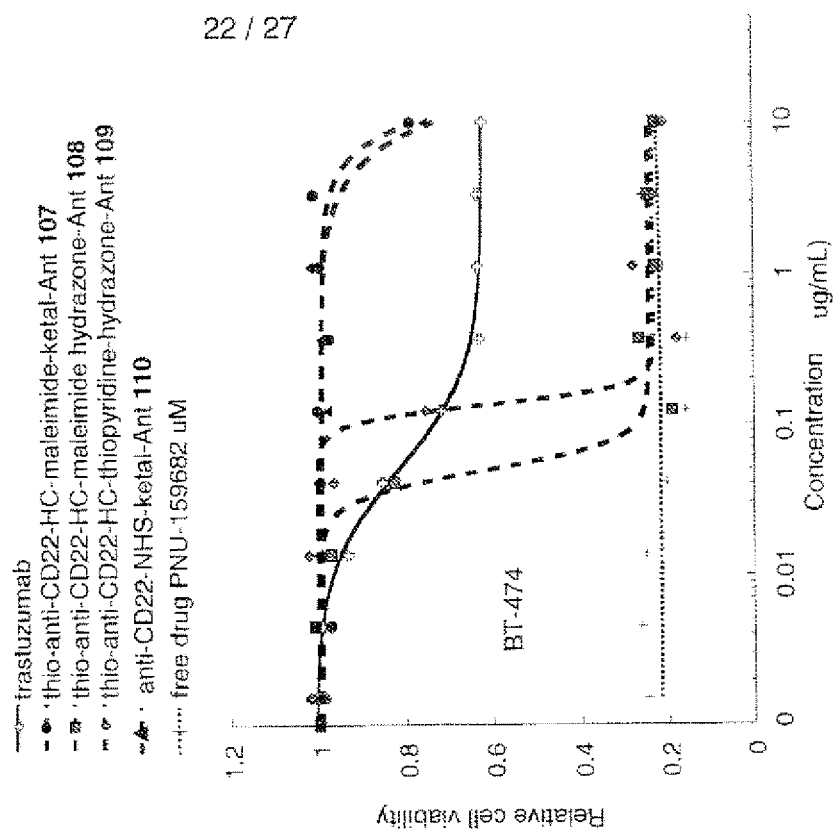 22 / 27
trastuzumab
thio-anti-CD22-HC-maleimide-ketal-Ant 107
thio-anti-CD22-HC-maleimide hydrazone-Ant 108
thio-anti-CD22-HC-thiopyridine-hydrazone-Ant 109
anti-CD22-NHS-ketal-Ant 110
free drug PNU-159682 uM
Relative cell viability
1.2
1
0.8
0.6
0.4
0.2
0
BT-474
0 0.01 0.1 1 10
Concentration ug/mL)